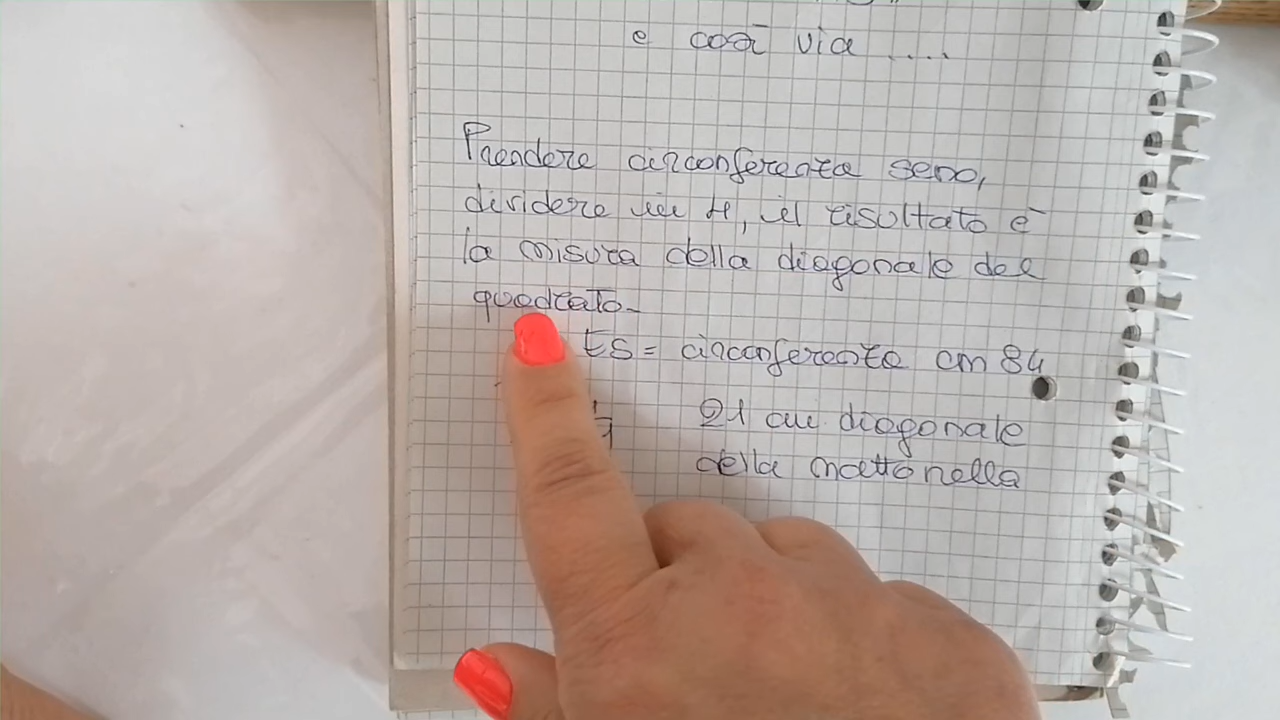 e così via ....
Prendere circonferenza seno,
dividere in 4, il risultato è
la misura della diagonale del
quadrato-
Es = circonferenza cm 84
21 cm diagonale
della mattonella